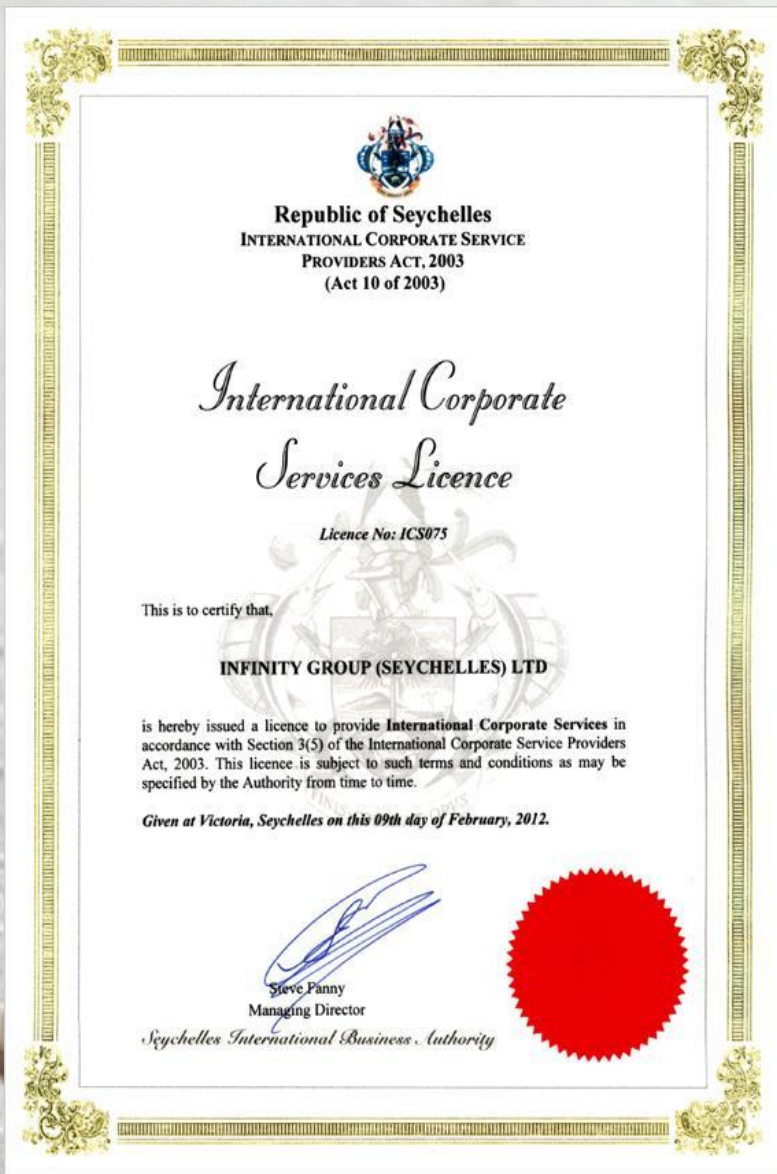 Republic of Seychelles
INTERNATIONAL CORPORATE SERVICE
PROVIDERS ACT, 2003
(Act 10 of 2003)
International Corporate
Services Licence
Licence No: ICS075
This is to certify that,
INFINITY GROUP (SEYCHELLES) LTD
is hereby issued a licence to provide International Corporate Services in
accordance with Section 3(5) of the International Corporate Service Providers
Act, 2003. This licence is subject to such terms and conditions as may be
specified by the Authority from time to time.
Given at Victoria, Seychelles on this 09th day of February, 2012.
Steve Fanny
Managing Director
Seychelles International Business Authority